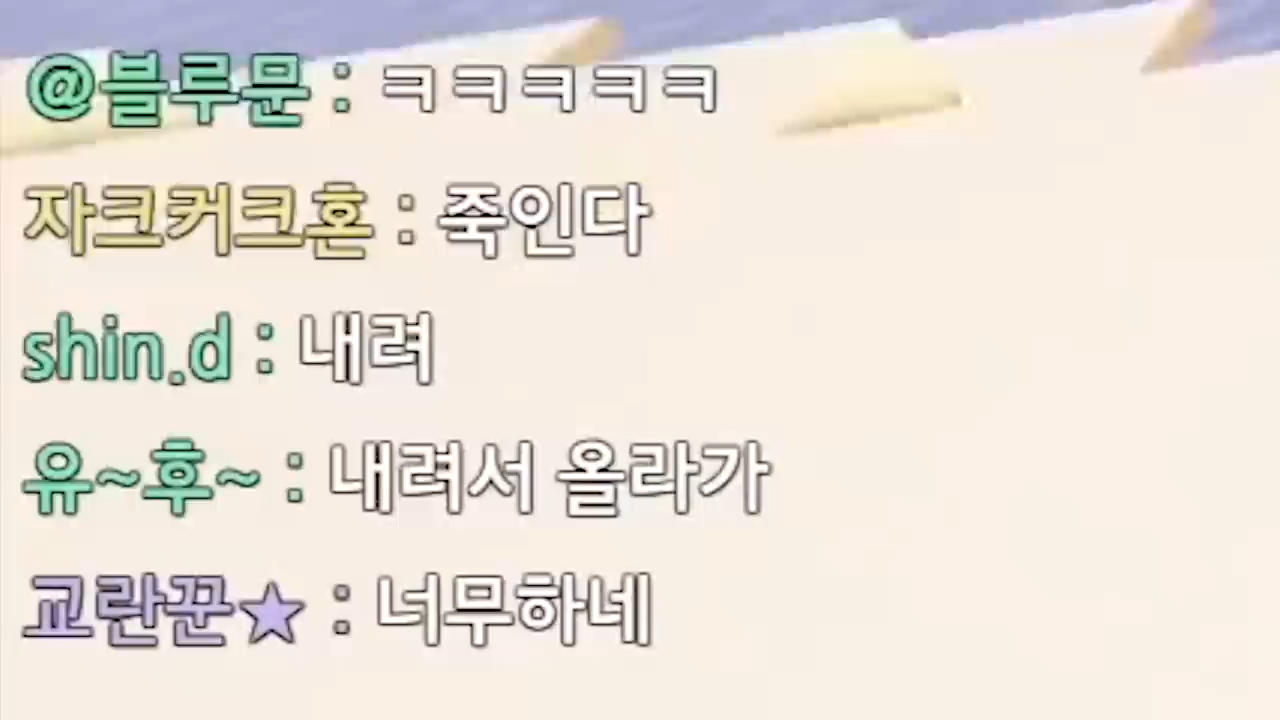 @블루문 : ㅋㅋㅋㅋㅋ
자크커크혼 : 죽인다
shin.d : 내려
유~후~ : 내려서 올라가
교란꾼★ : 너무하네